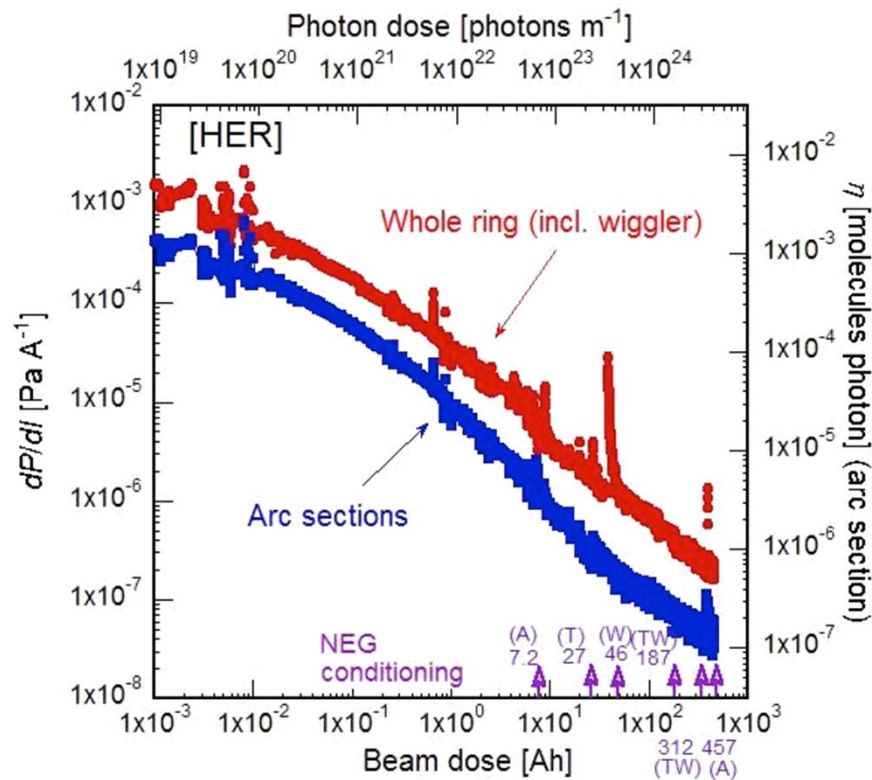 Photon dose [photons m⁻¹]
1x10¹⁹ 1x10²⁰ 1x10²¹ 1x10²² 1x10²³ 1x10²⁴
[HER]
Whole ring (incl. wiggler)
Arc sections
NEG
conditioning
(A)
7.2
(T)
27
(W)
46
(TW)
187
dP/dI [Pa A⁻¹]
1x10⁻²
1x10⁻³
1x10⁻⁴
1x10⁻⁵
1x10⁻⁶
1x10⁻⁷
1x10⁻⁸
η [molecules photon] (arc section)
1x10⁻²
1x10⁻³
1x10⁻⁴
1x10⁻⁵
1x10⁻⁶
1x10⁻⁷
1x10⁻³ 1x10⁻² 1x10⁻¹ 1x10⁰ 1x10¹ 1x10² 1x10³
Beam dose [Ah]
312 457
(TW) (A)